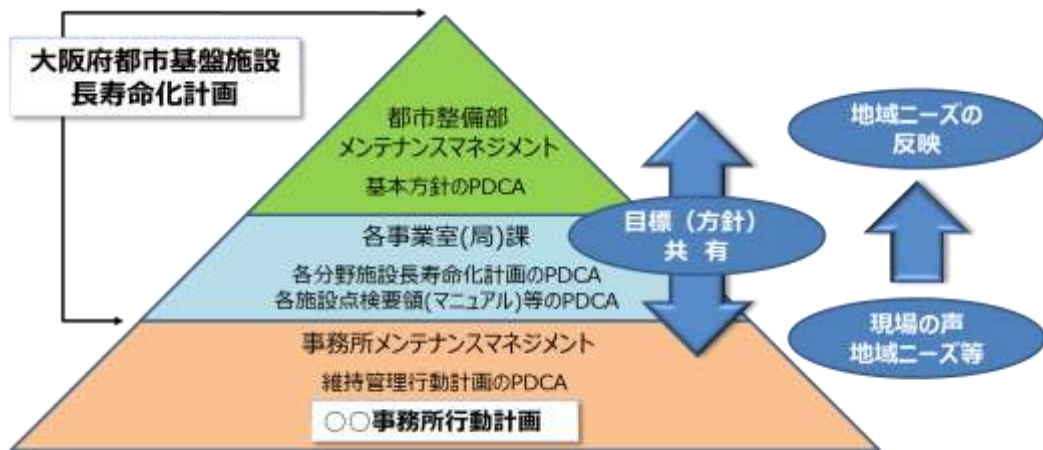 大阪府都市基盤施設
長寿命化計画
都市整備部
メンテナンスマネジメント
基本方針のPDCA
各事業室(局)課
各分野施設長寿命化計画のPDCA
各施設点検要領(マニュアル)等のPDCA
事務所メンテナンスマネジメント
維持管理行動計画のPDCA
○○事務所行動計画
目標（方針）
共 有
地域ニーズの
反映
現場の声
地域ニーズ等